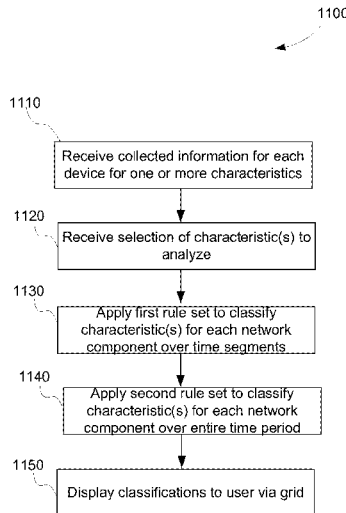 1100
1110
Receive collected information for each
device for one or more characteristics
1120
Receive selection of characteristic(s) to
analyze
1130
Apply first rule set to classify
characteristic(s) for each network
component over time segments
1140
Apply second rule set to classify
characteristic(s) for each network
component over entire time period
1150
Display classifications to user via grid